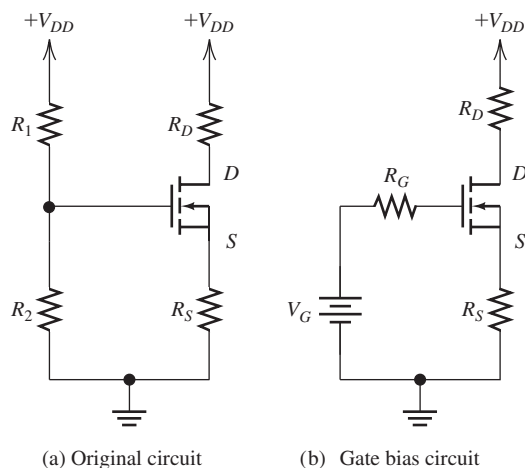 +V_DD +V_DD +V_DD
R_D
R_1 R_D
D R_G D
S S
R_2 R_S V_G R_S
(a) Original circuit (b) Gate bias circuit